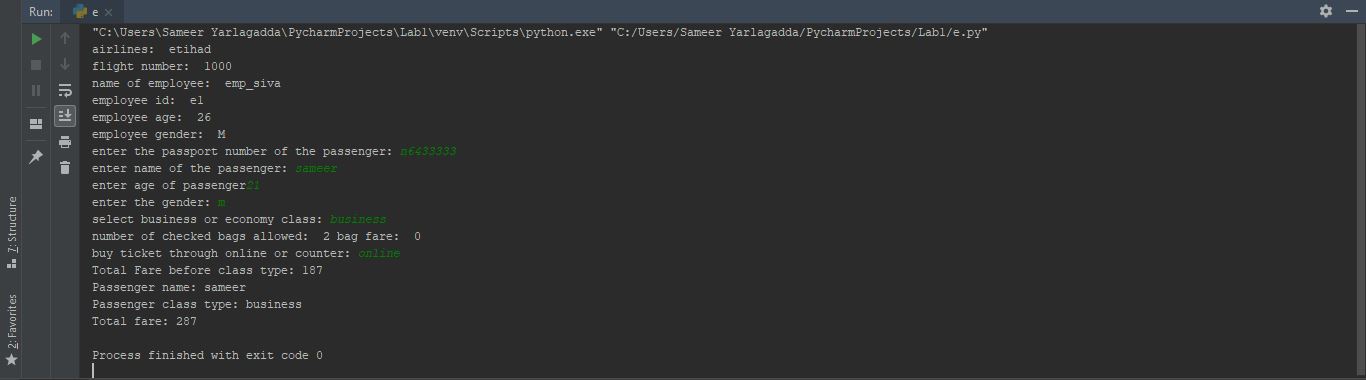 Run: e
"C:\Users\Sameer Yarlagadda\PycharmProjects\Lab1\venv\Scripts\python.exe" "C:/Users/Sameer Yarlagadda/PycharmProjects/Lab1/e.py"
airlines:  etihad
flight number:  1000
name of employee:  emp_siva
employee id:  e1
employee age:  26
employee gender:  M
enter the passport number of the passenger: n6433333
enter name of the passenger: sameer
enter age of passenger21
enter the gender: m
select business or economy class: business
number of checked bags allowed:  2 bag fare:  0
buy ticket through online or counter: online
Total Fare before class type: 187
Passenger name: sameer
Passenger class type: business
Total fare: 287
Process finished with exit code 0
7: Structure
2: Favorites